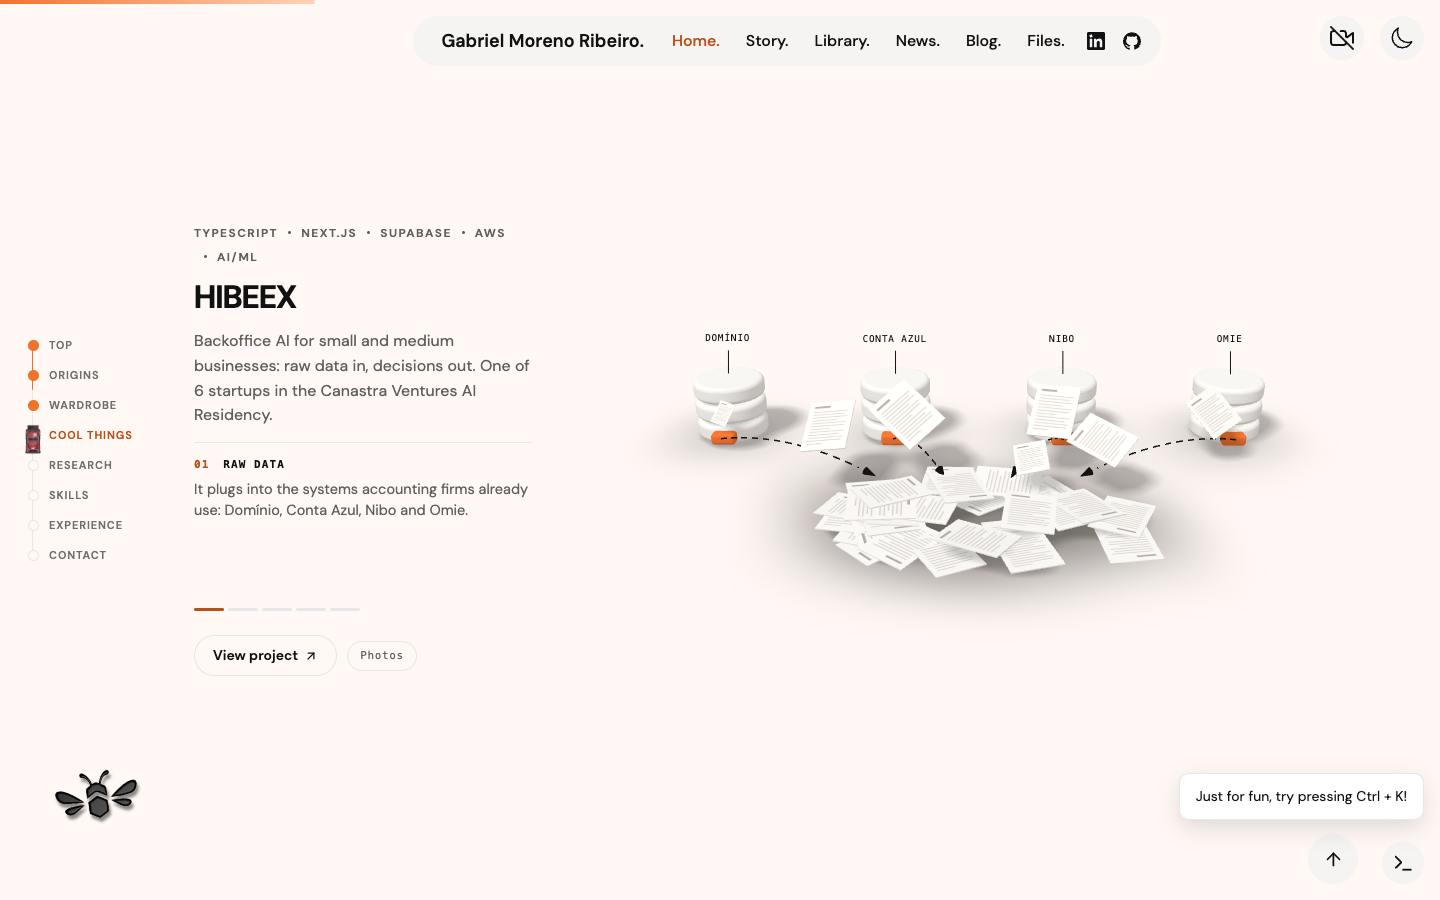 Gabriel Moreno Ribeiro. Home. Story. Library. News. Blog. Files.
TYPESCRIPT • NEXT.JS • SUPABASE • AWS
• AI/ML
HIBEEX
Backoffice AI for small and medium
businesses: raw data in, decisions out. One of
6 startups in the Canastra Ventures AI
Residency.
01 RAW DATA
It plugs into the systems accounting firms already
use: Domínio, Conta Azul, Nibo and Omie.
View project
Photos
TOP
ORIGINS
WARDROBE
COOL THINGS
RESEARCH
SKILLS
EXPERIENCE
CONTACT
DOMÍNIO
CONTA AZUL
NIBO
OMIE
Just for fun, try pressing Ctrl + K!